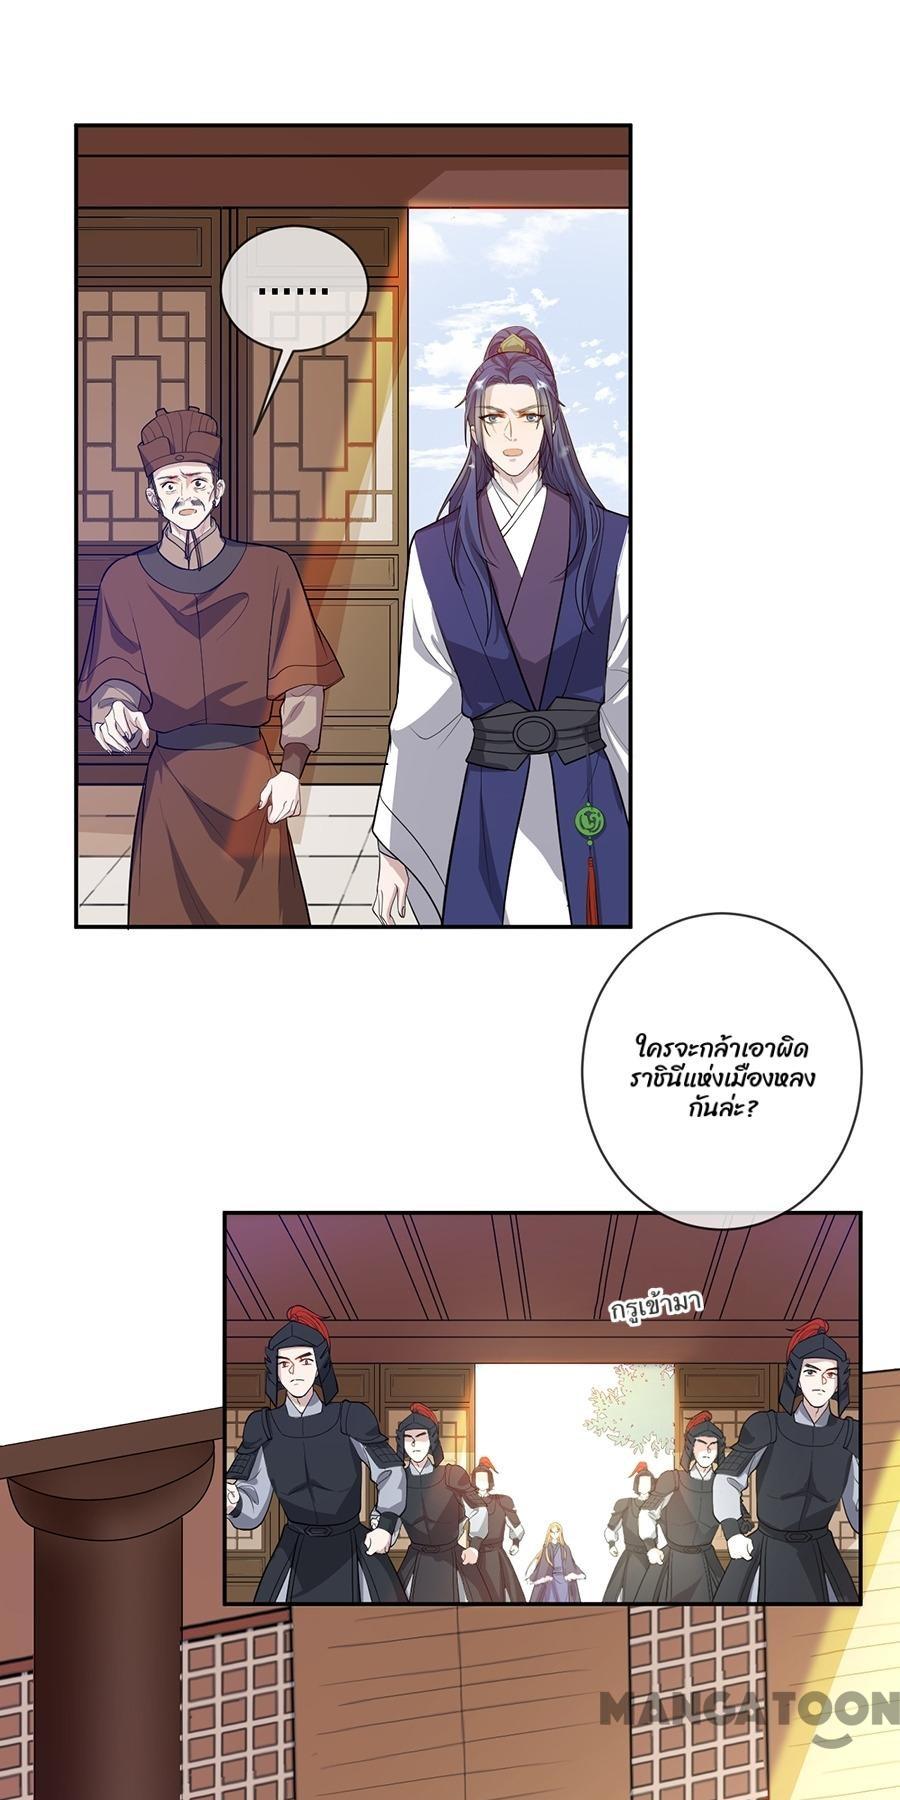 ......
ใครจะกล้าเอาผิด
ราชินีแห่งเมืองหลง
กันล่ะ?
กรูเข้ามา
MANGATOON